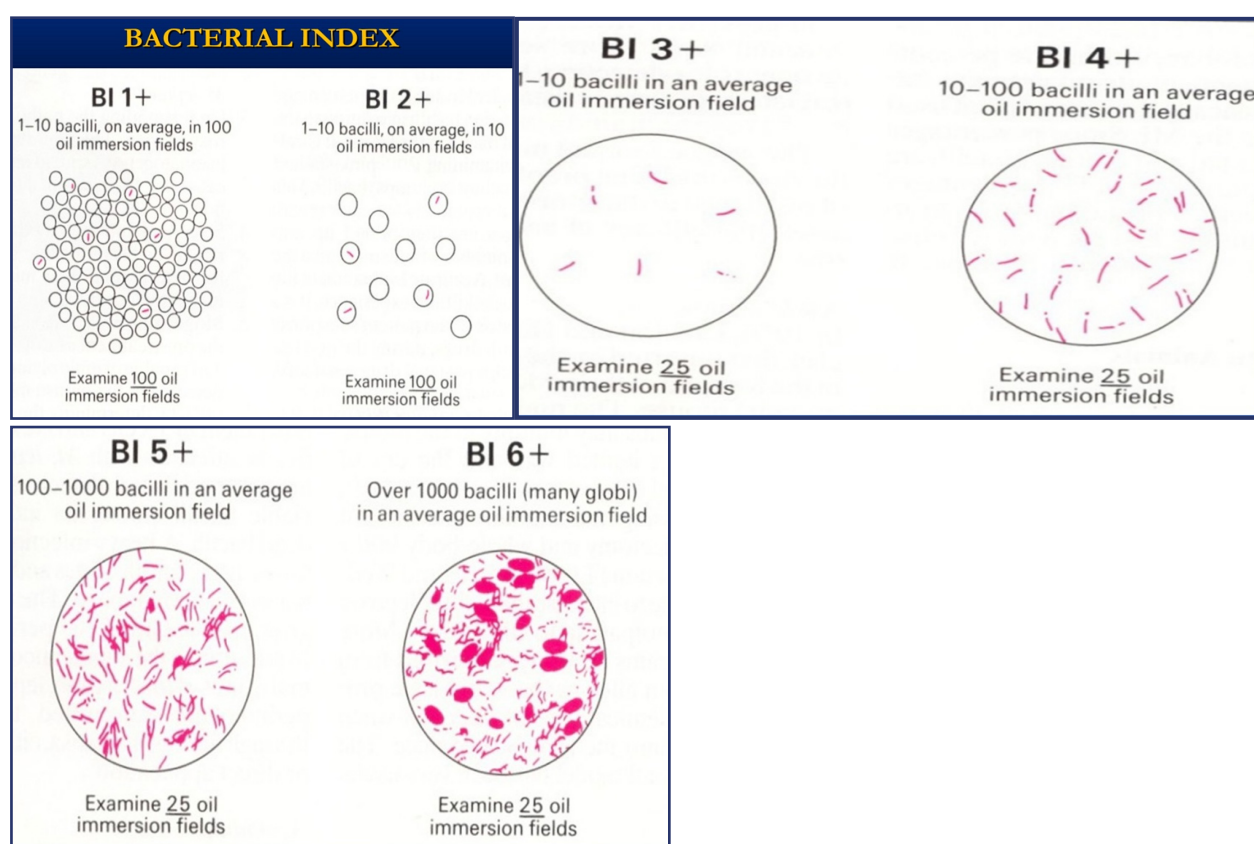 BACTERIAL INDEX
BI 1+
1–10 bacilli, on average, in 100
oil immersion fields
Examine 100 oil
immersion fields
BI 2+
1–10 bacilli, on average, in 10
oil immersion fields
Examine 100 oil
immersion fields
BI 3+
1–10 bacilli in an average
oil immersion field
Examine 25 oil
immersion fields
BI 4+
10–100 bacilli in an average
oil immersion field
Examine 25 oil
immersion fields
BI 5+
100–1000 bacilli in an average
oil immersion field
Examine 25 oil
immersion fields
BI 6+
Over 1000 bacilli (many globi)
in an average oil immersion field
Examine 25 oil
immersion fields